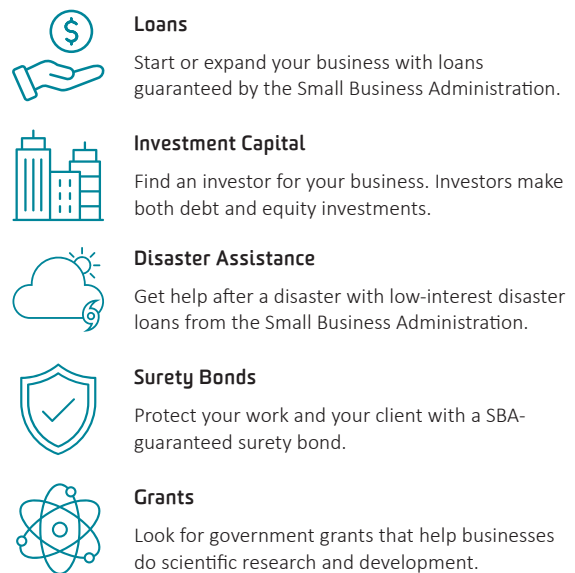 $
Loans
Start or expand your business with loans
guaranteed by the Small Business Administration.
Investment Capital
Find an investor for your business. Investors make
both debt and equity investments.
Disaster Assistance
Get help after a disaster with low-interest disaster
loans from the Small Business Administration.
Surety Bonds
Protect your work and your client with a SBA-
guaranteed surety bond.
Grants
Look for government grants that help businesses
do scientific research and development.